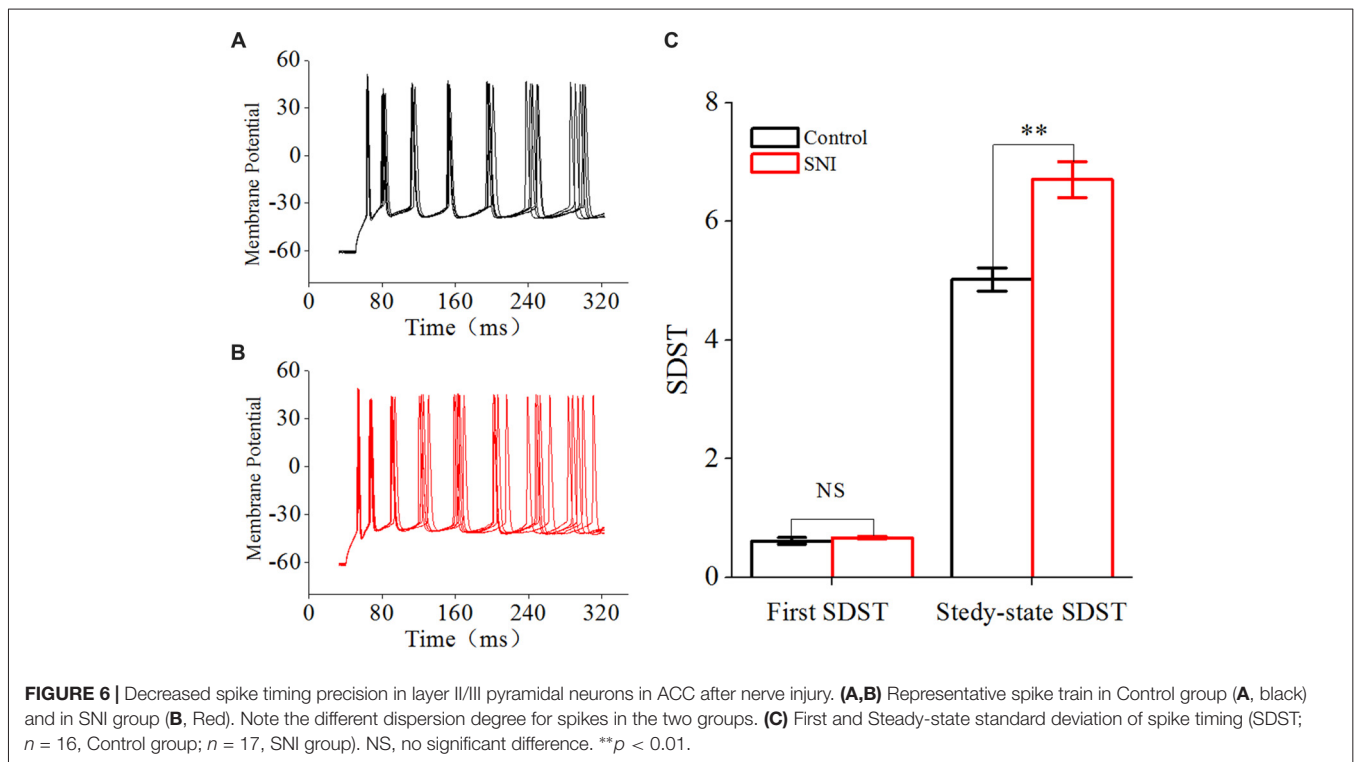 A
60
30
0
-30
-60
Membrane Potential
0 80 160 240 320
Time（ms）
B
60
30
0
-30
-60
Membrane Potential
0 80 160 240 320
Time（ms）
C
8
6
4
2
0
SDST
Control
SNI
**
NS
First SDST Stedy-state SDST
FIGURE 6 | Decreased spike timing precision in layer II/III pyramidal neurons in ACC after nerve injury. (A,B) Representative spike train in Control group (A, black)
and in SNI group (B, Red). Note the different dispersion degree for spikes in the two groups. (C) First and Steady-state standard deviation of spike timing (SDST;
n = 16, Control group; n = 17, SNI group). NS, no significant difference. **p < 0.01.